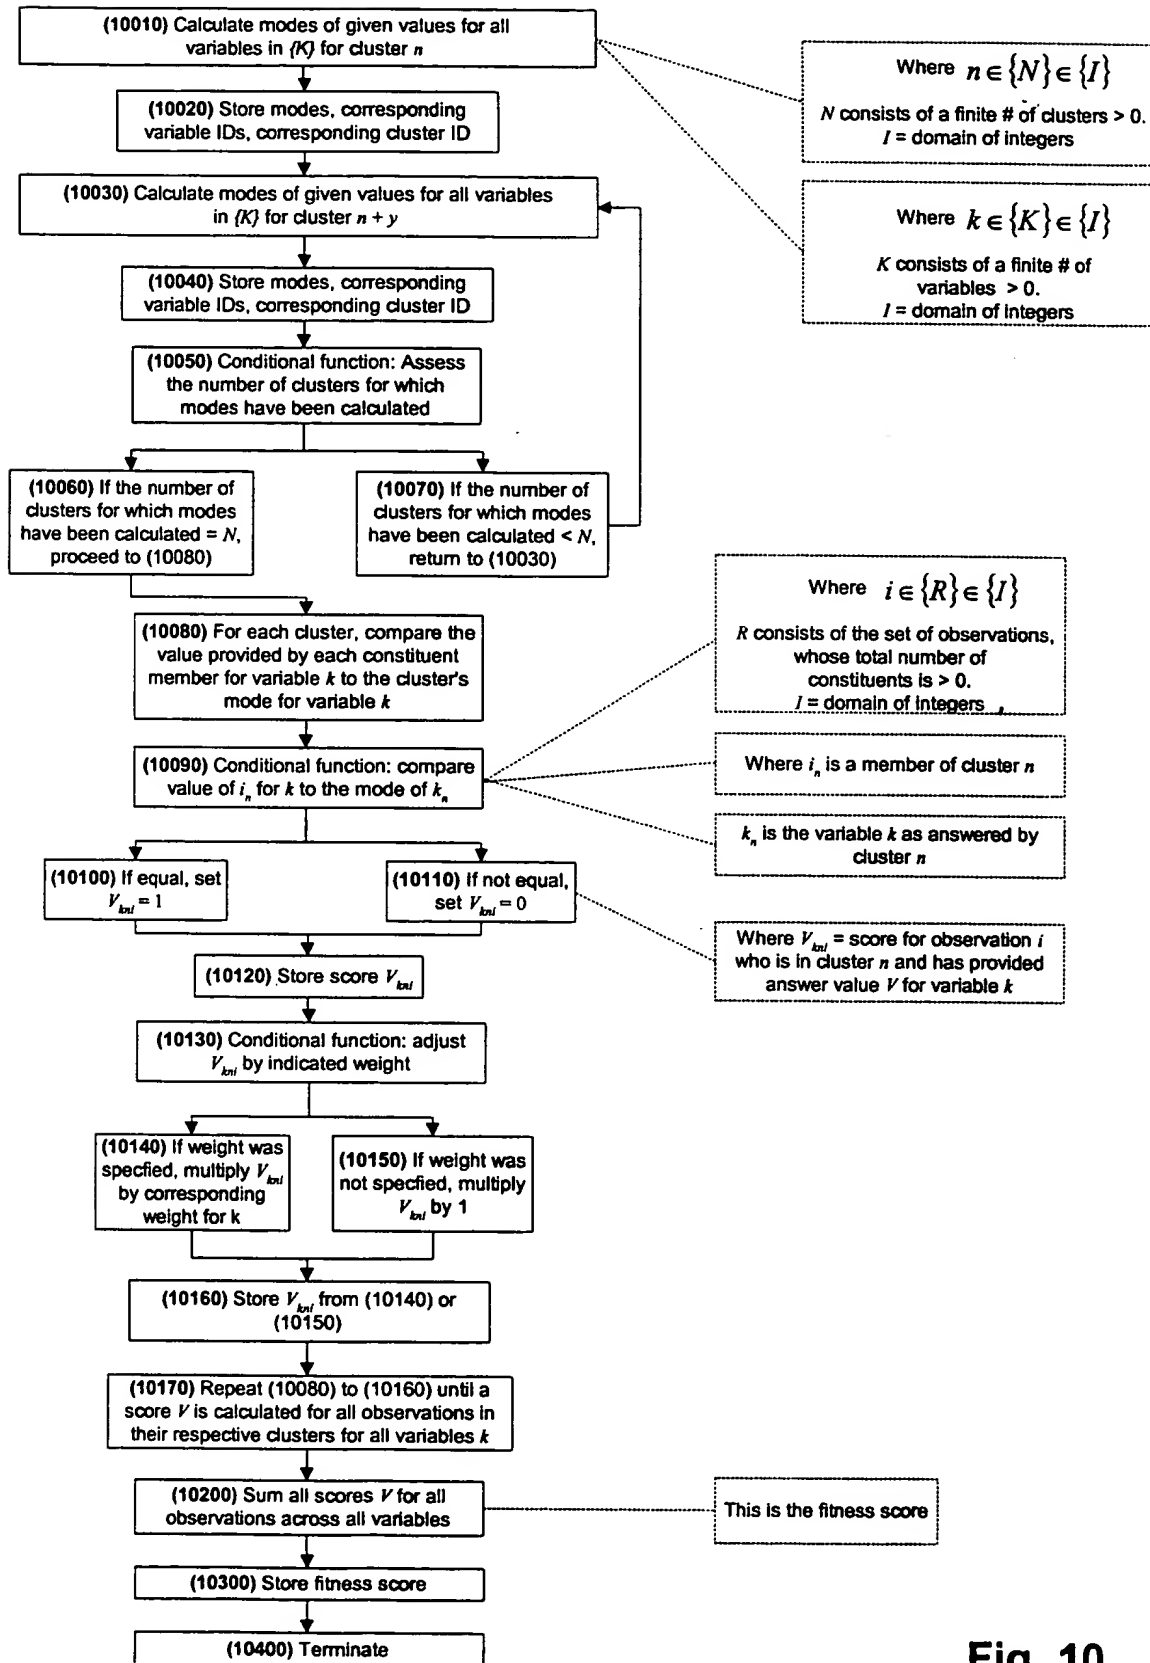 (10010) Calculate modes of given values for all
variables in {K} for cluster n
Where n ∈ {N} ∈ {I}
N consists of a finite # of clusters > 0.
I = domain of integers
(10020) Store modes, corresponding
variable IDs, corresponding cluster ID
(10030) Calculate modes of given values for all variables
in {K} for cluster n + y
Where k ∈ {K} ∈ {I}
K consists of a finite # of
variables > 0.
I = domain of integers
(10040) Store modes, corresponding
variable IDs, corresponding cluster ID
(10050) Conditional function: Assess
the number of clusters for which
modes have been calculated
(10060) If the number of
clusters for which modes
have been calculated = N,
proceed to (10080)
(10070) If the number of
clusters for which modes
have been calculated < N,
return to (10030)
Where i ∈ {R} ∈ {I}
R consists of the set of observations,
whose total number of
constituents is > 0.
I = domain of integers
(10080) For each cluster, compare the
value provided by each constituent
member for variable k to the cluster's
mode for variable k
(10090) Conditional function: compare
value of iₙ for k to the mode of kₙ
Where iₙ is a member of cluster n
kₙ is the variable k as answered by
cluster n
(10100) If equal, set
V_kni = 1
(10110) If not equal,
set V_kni = 0
Where V_kni = score for observation i
who is in cluster n and has provided
answer value V for variable k
(10120) Store score V_kni
(10130) Conditional function: adjust
V_kni by indicated weight
(10140) If weight was
specfied, multiply V_kni
by corresponding
weight for k
(10150) If weight was
not specfied, multiply
V_kni by 1
(10160) Store V_kni from (10140) or
(10150)
(10170) Repeat (10080) to (10160) until a
score V is calculated for all observations in
their respective clusters for all variables k
(10200) Sum all scores V for all
observations across all variables
This is the fitness score
(10300) Store fitness score
(10400) Terminate
Fig. 10